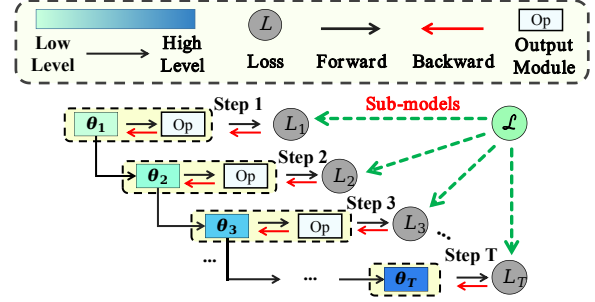 Low Level
High Level
L
Loss
Forward
Backward
Op
Output Module
Step 1
Sub-models
θ1
Op
L1
ℒ
Step 2
θ2
Op
L2
Step 3
θ3
Op
L3
...
...
Step T
...
θT
LT